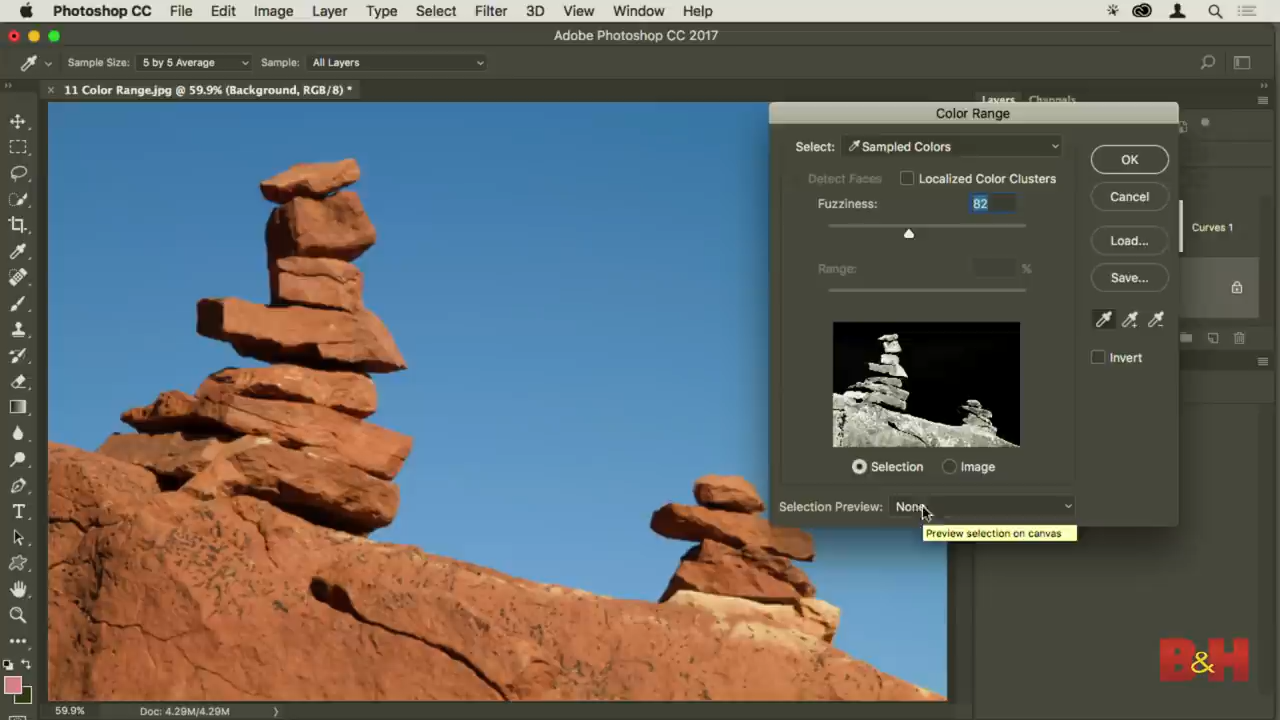 Photoshop CC File Edit Image Layer Type Select Filter 3D View Window Help
Adobe Photoshop CC 2017
Sample Size: 5 by 5 Average Sample: All Layers
11 Color Range.jpg @ 59.9% (Background, RGB/8) *
Layers Channels
Color Range
Select: Sampled Colors
OK
Detect Faces Localized Color Clusters
Cancel
Fuzziness: 82
Curves 1
Load...
Range: %
Save...
Invert
Selection Image
Selection Preview: None
Preview selection on canvas
B&H
59.9% Doc: 4.29M/4.29M